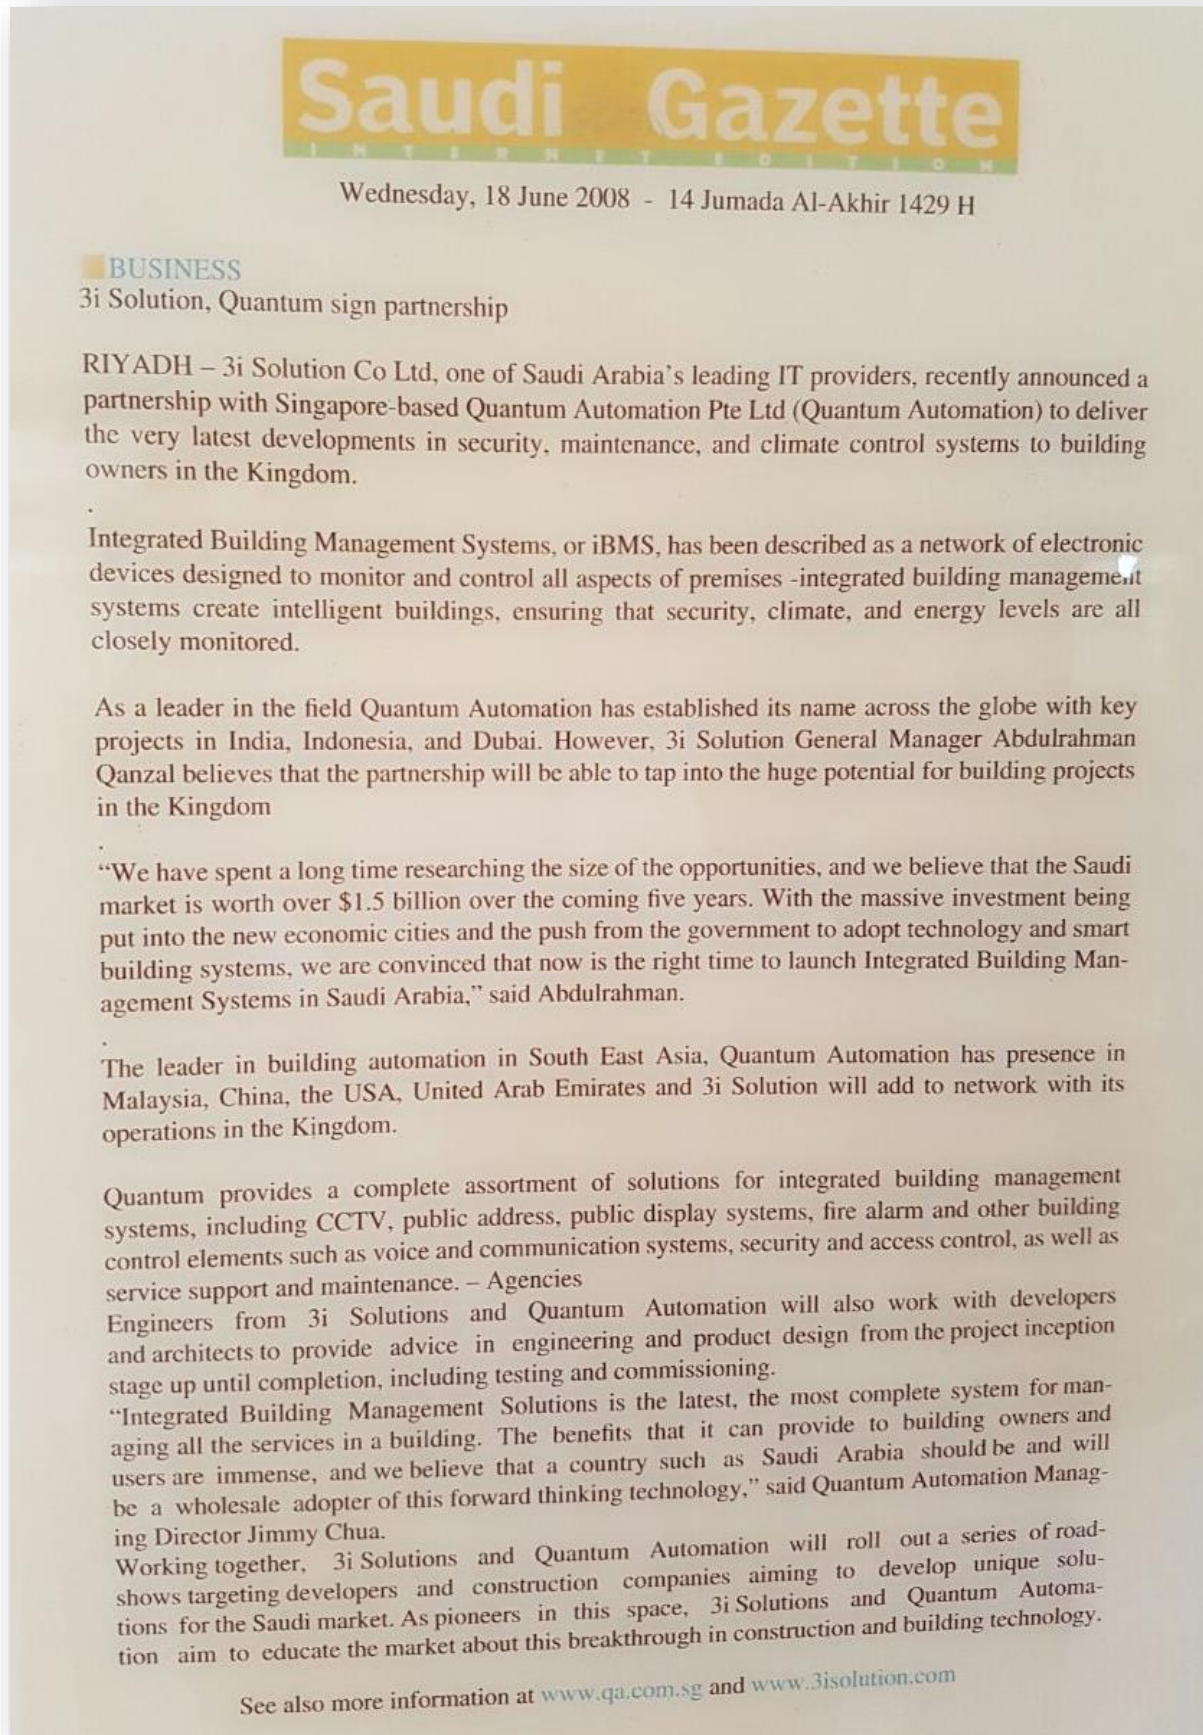 Saudi Gazette
INTERNET EDITION
Wednesday, 18 June 2008 - 14 Jumada Al-Akhir 1429 H
BUSINESS
3i Solution, Quantum sign partnership
RIYADH – 3i Solution Co Ltd, one of Saudi Arabia's leading IT providers, recently announced a
partnership with Singapore-based Quantum Automation Pte Ltd (Quantum Automation) to deliver
the very latest developments in security, maintenance, and climate control systems to building
owners in the Kingdom.
.
Integrated Building Management Systems, or iBMS, has been described as a network of electronic
devices designed to monitor and control all aspects of premises -integrated building management
systems create intelligent buildings, ensuring that security, climate, and energy levels are all
closely monitored.
As a leader in the field Quantum Automation has established its name across the globe with key
projects in India, Indonesia, and Dubai. However, 3i Solution General Manager Abdulrahman
Qanzal believes that the partnership will be able to tap into the huge potential for building projects
in the Kingdom
.
“We have spent a long time researching the size of the opportunities, and we believe that the Saudi
market is worth over $1.5 billion over the coming five years. With the massive investment being
put into the new economic cities and the push from the government to adopt technology and smart
building systems, we are convinced that now is the right time to launch Integrated Building Man-
agement Systems in Saudi Arabia,” said Abdulrahman.
.
The leader in building automation in South East Asia, Quantum Automation has presence in
Malaysia, China, the USA, United Arab Emirates and 3i Solution will add to network with its
operations in the Kingdom.
Quantum provides a complete assortment of solutions for integrated building management
systems, including CCTV, public address, public display systems, fire alarm and other building
control elements such as voice and communication systems, security and access control, as well as
service support and maintenance. – Agencies
Engineers from 3i Solutions and Quantum Automation will also work with developers
and architects to provide advice in engineering and product design from the project inception
stage up until completion, including testing and commissioning.
“Integrated Building Management Solutions is the latest, the most complete system for man-
aging all the services in a building. The benefits that it can provide to building owners and
users are immense, and we believe that a country such as Saudi Arabia should be and will
be a wholesale adopter of this forward thinking technology,” said Quantum Automation Manag-
ing Director Jimmy Chua.
Working together, 3i Solutions and Quantum Automation will roll out a series of road-
shows targeting developers and construction companies aiming to develop unique solu-
tions for the Saudi market. As pioneers in this space, 3i Solutions and Quantum Automa-
tion aim to educate the market about this breakthrough in construction and building technology.
See also more information at www.qa.com.sg and www.3isolution.com